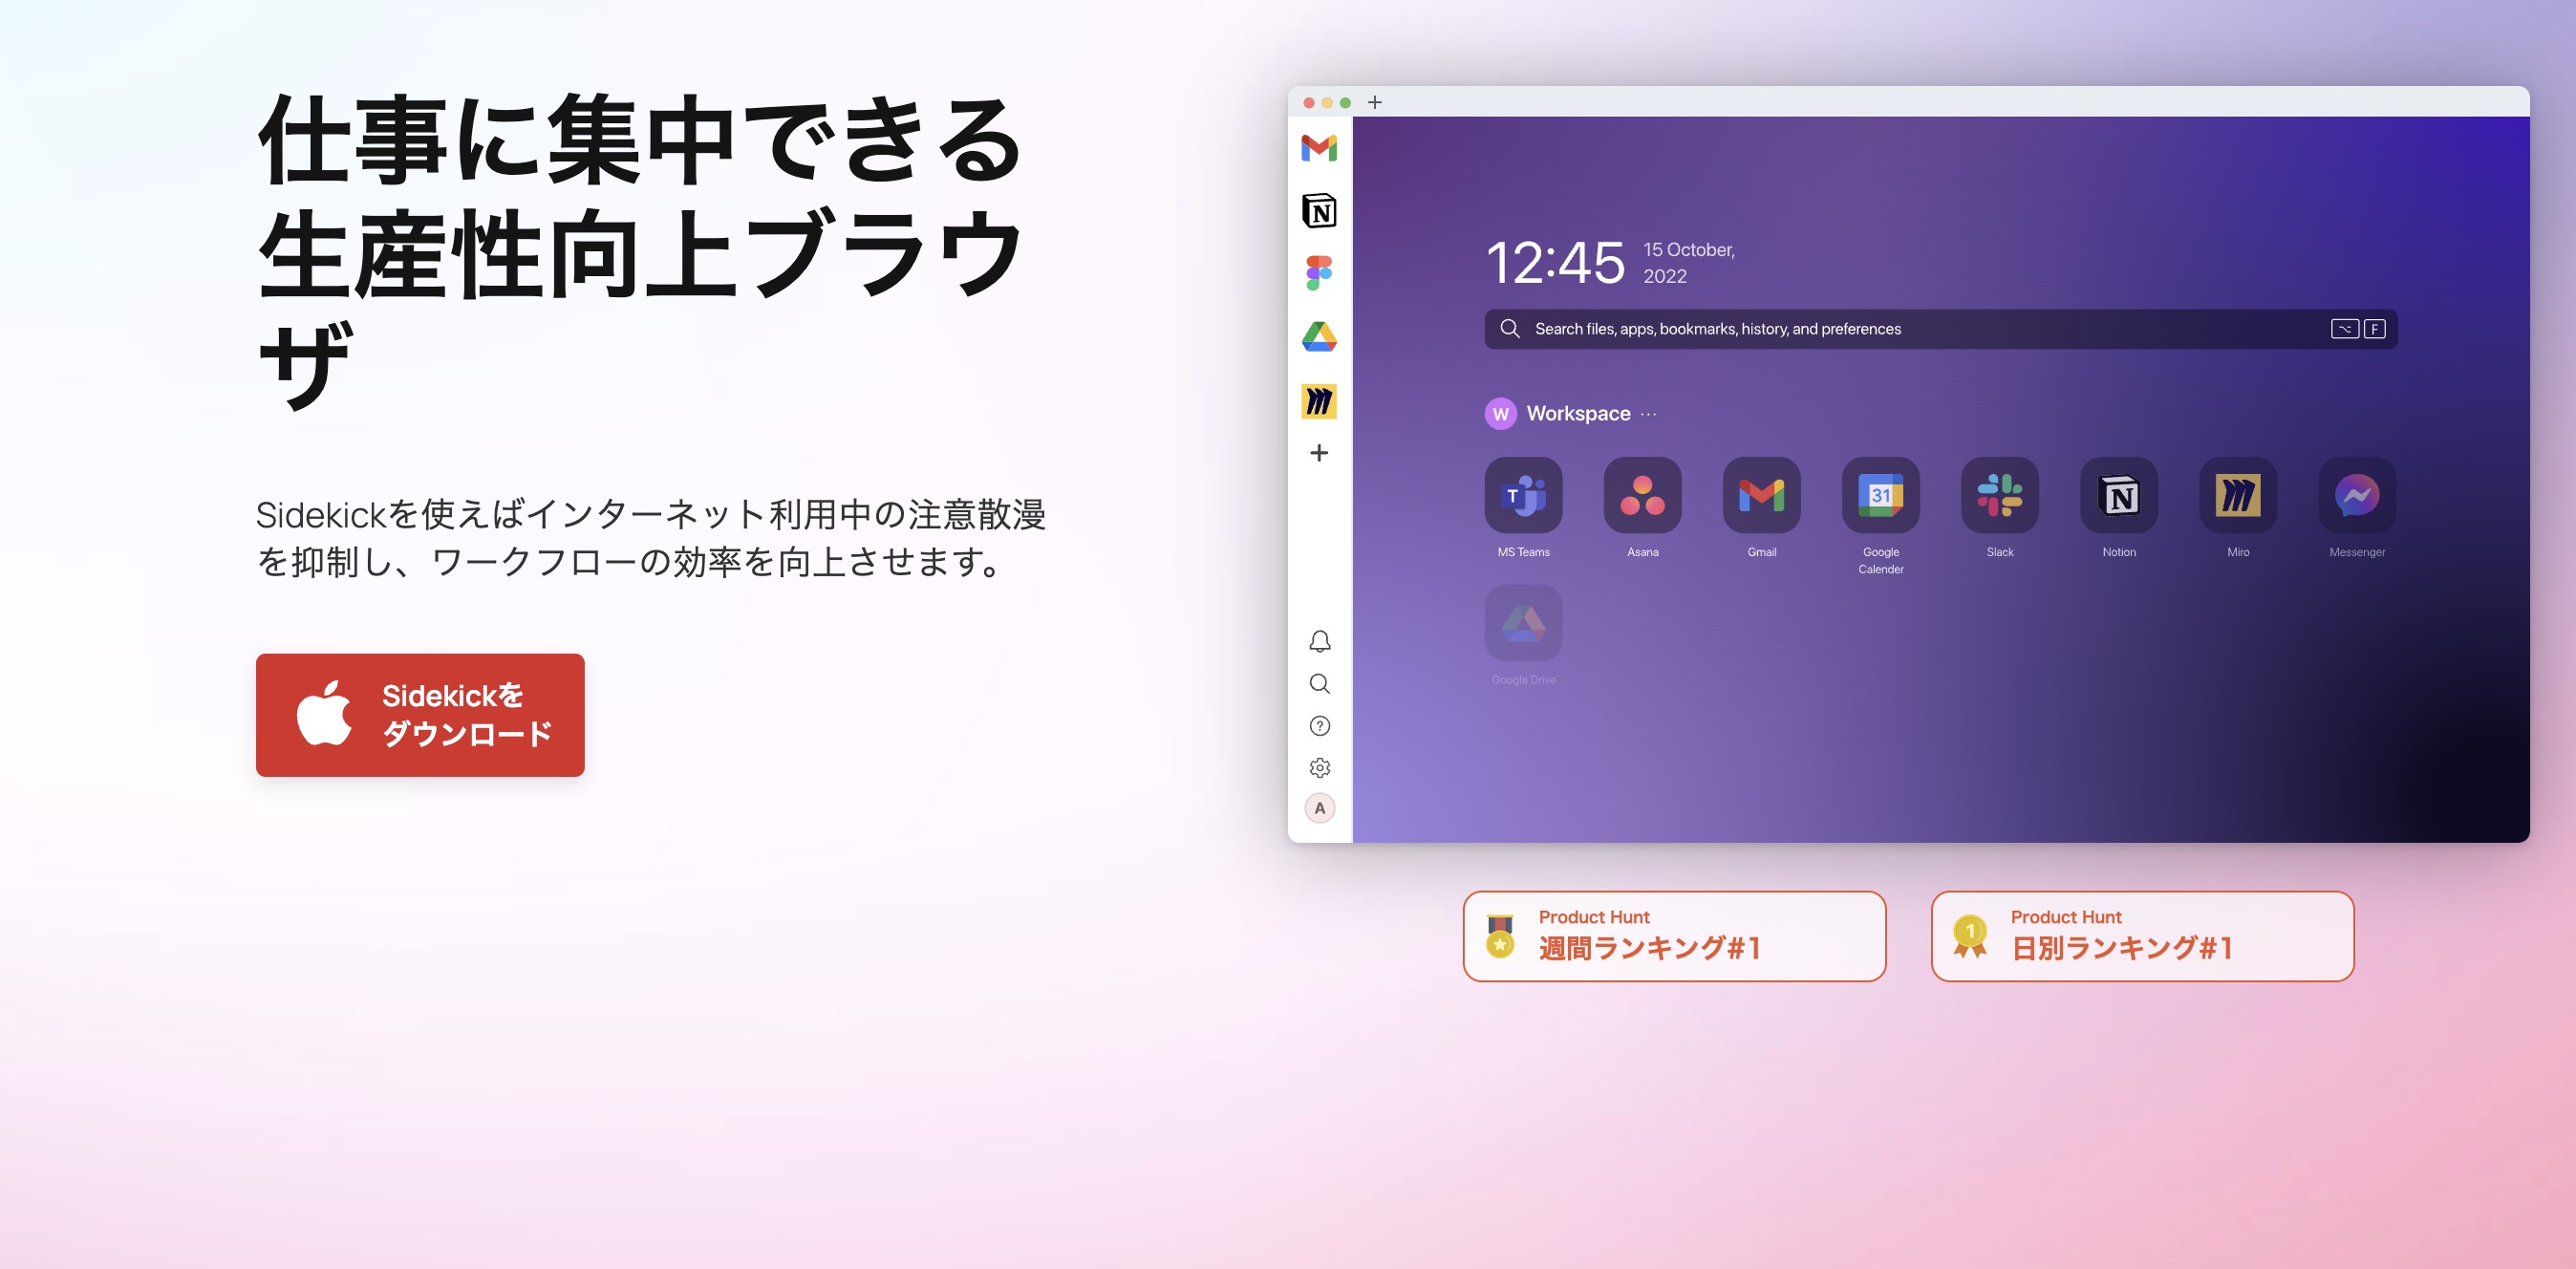 仕事に集中できる
生産性向上ブラウ
ザ
Sidekickを使えばインターネット利用中の注意散漫
を抑制し、ワークフローの効率を向上させます。
Sidekickを
ダウンロード
12:45
15 October,
2022
Search files, apps, bookmarks, history, and preferences
⌥ F
W Workspace ...
T
31
N
MS Teams
Asana
Gmail
Google
Calender
Slack
Notion
Miro
Messenger
Google Drive
N
A
Product Hunt
週間ランキング#1
1
Product Hunt
日別ランキング#1